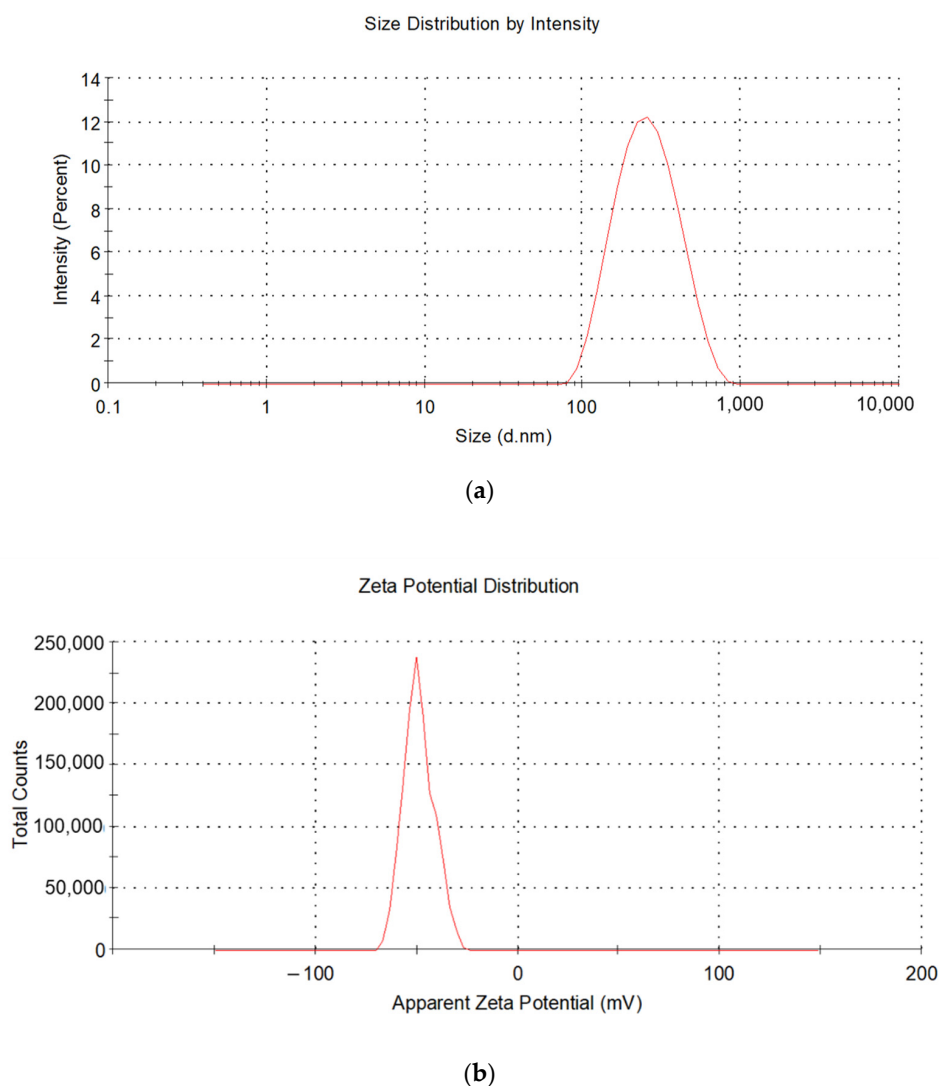 Size Distribution by Intensity
14
12
10
8
6
4
2
0
Intensity (Percent)
0.1 1 10 100 1,000 10,000
Size (d.nm)
(a)
Zeta Potential Distribution
250,000
200,000
150,000
100,000
50,000
0
Total Counts
−100 0 100 200
Apparent Zeta Potential (mV)
(b)